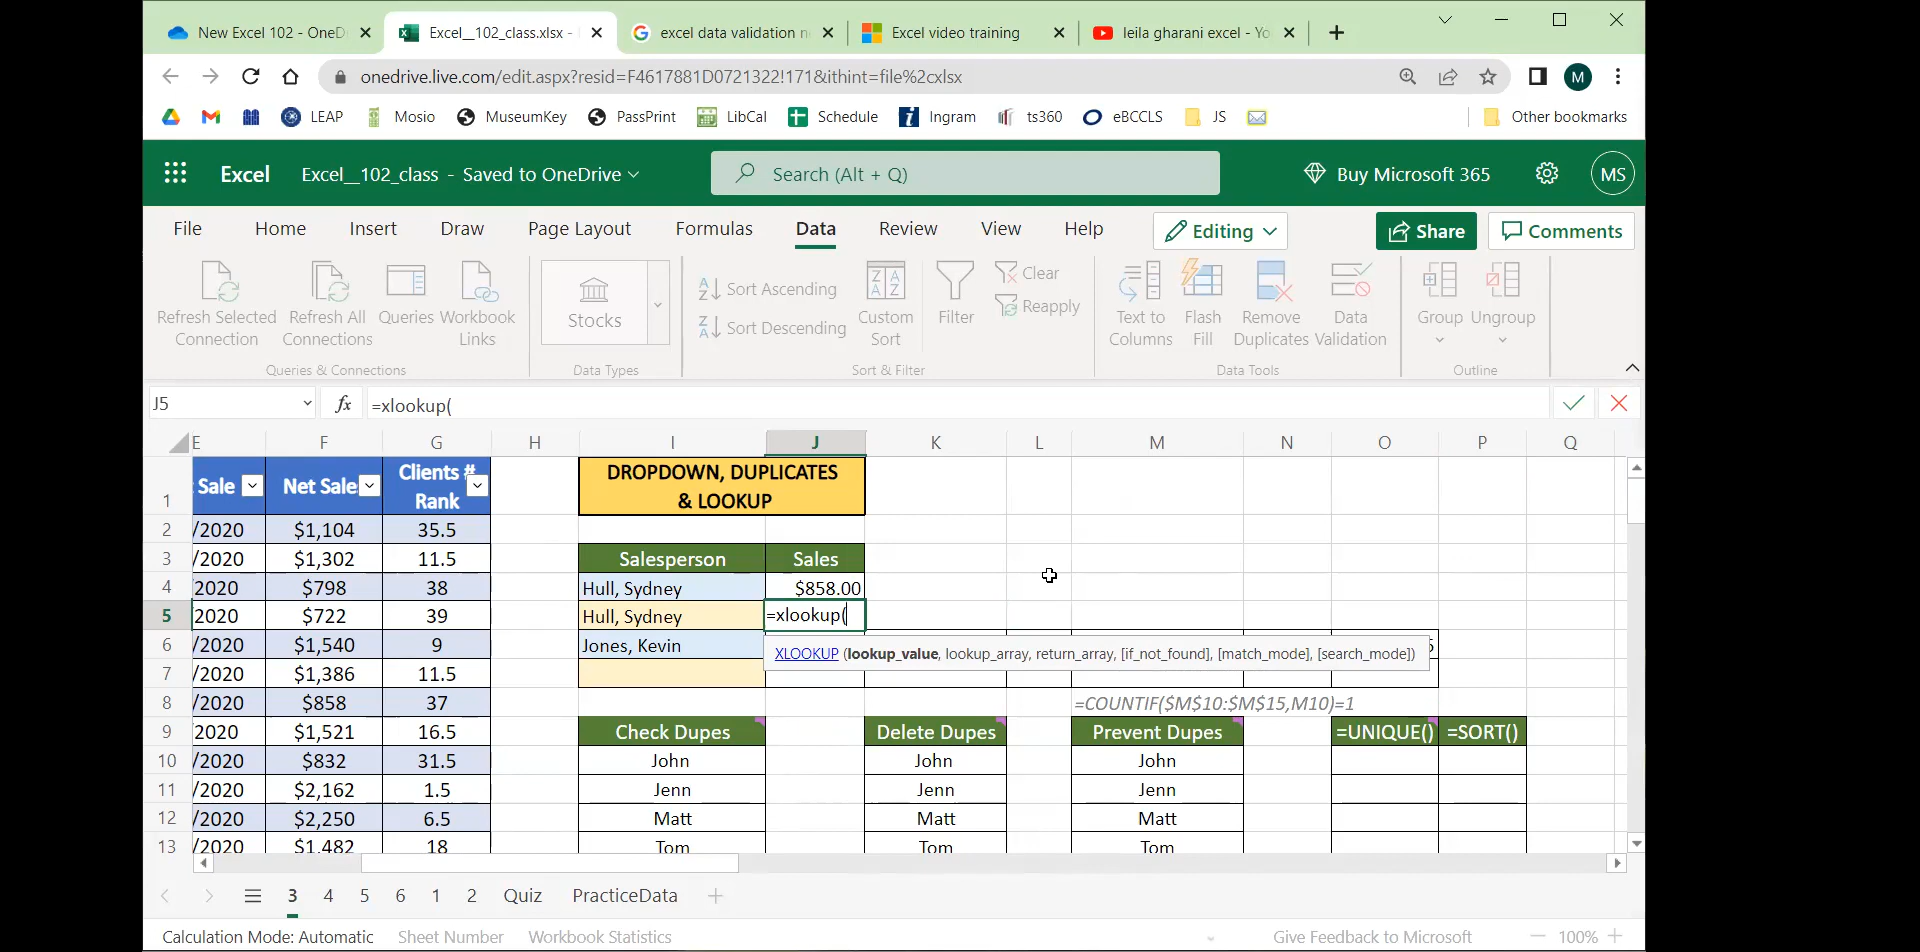 New Excel 102 - OneD
Excel__102_class.xlsx -
excel data validation n
Excel video training
leila gharani excel - Yo
onedrive.live.com/edit.aspx?resid=F4617881D0721322!171&ithint=file%2cxlsx
M
LEAP
Mosio
MuseumKey
PassPrint
LibCal
Schedule
Ingram
ts360
eBCCLS
JS
Other bookmarks
Excel
Excel__102_class - Saved to OneDrive
Search (Alt + Q)
Buy Microsoft 365
MS
File Home Insert Draw Page Layout Formulas Data Review View Help
Editing
Share
Comments
Refresh Selected Connection
Refresh All Connections
Queries
Workbook Links
Stocks
Sort Ascending
Sort Descending
Custom Sort
Filter
Clear
Reapply
Text to Columns
Flash Fill
Remove Duplicates
Data Validation
Group
Ungroup
Queries & Connections
Data Types
Sort & Filter
Data Tools
Outline
J5 fx =xlookup(
E F G H I J K L M N O P Q
1 Sale Net Sale Clients # Rank DROPDOWN, DUPLICATES & LOOKUP
2 /2020 $1,104 35.5
3 /2020 $1,302 11.5 Salesperson Sales
4 2020 $798 38 Hull, Sydney $858.00
5 2020 $722 39 Hull, Sydney =xlookup(
6 /2020 $1,540 9 Jones, Kevin
XLOOKUP (lookup_value, lookup_array, return_array, [if_not_found], [match_mode], [search_mode])
7 /2020 $1,386 11.5
8 /2020 $858 37 =COUNTIF($M$10:$M$15,M10)=1
9 /2020 $1,521 16.5 Check Dupes Delete Dupes Prevent Dupes =UNIQUE() =SORT()
10 /2020 $832 31.5 John John John
11 /2020 $2,162 1.5 Jenn Jenn Jenn
12 /2020 $2,250 6.5 Matt Matt Matt
13 /2020 $1,482 18 Tom Tom Tom
3 4 5 6 1 2 Quiz PracticeData
Calculation Mode: Automatic Sheet Number Workbook Statistics Give Feedback to Microsoft 100%